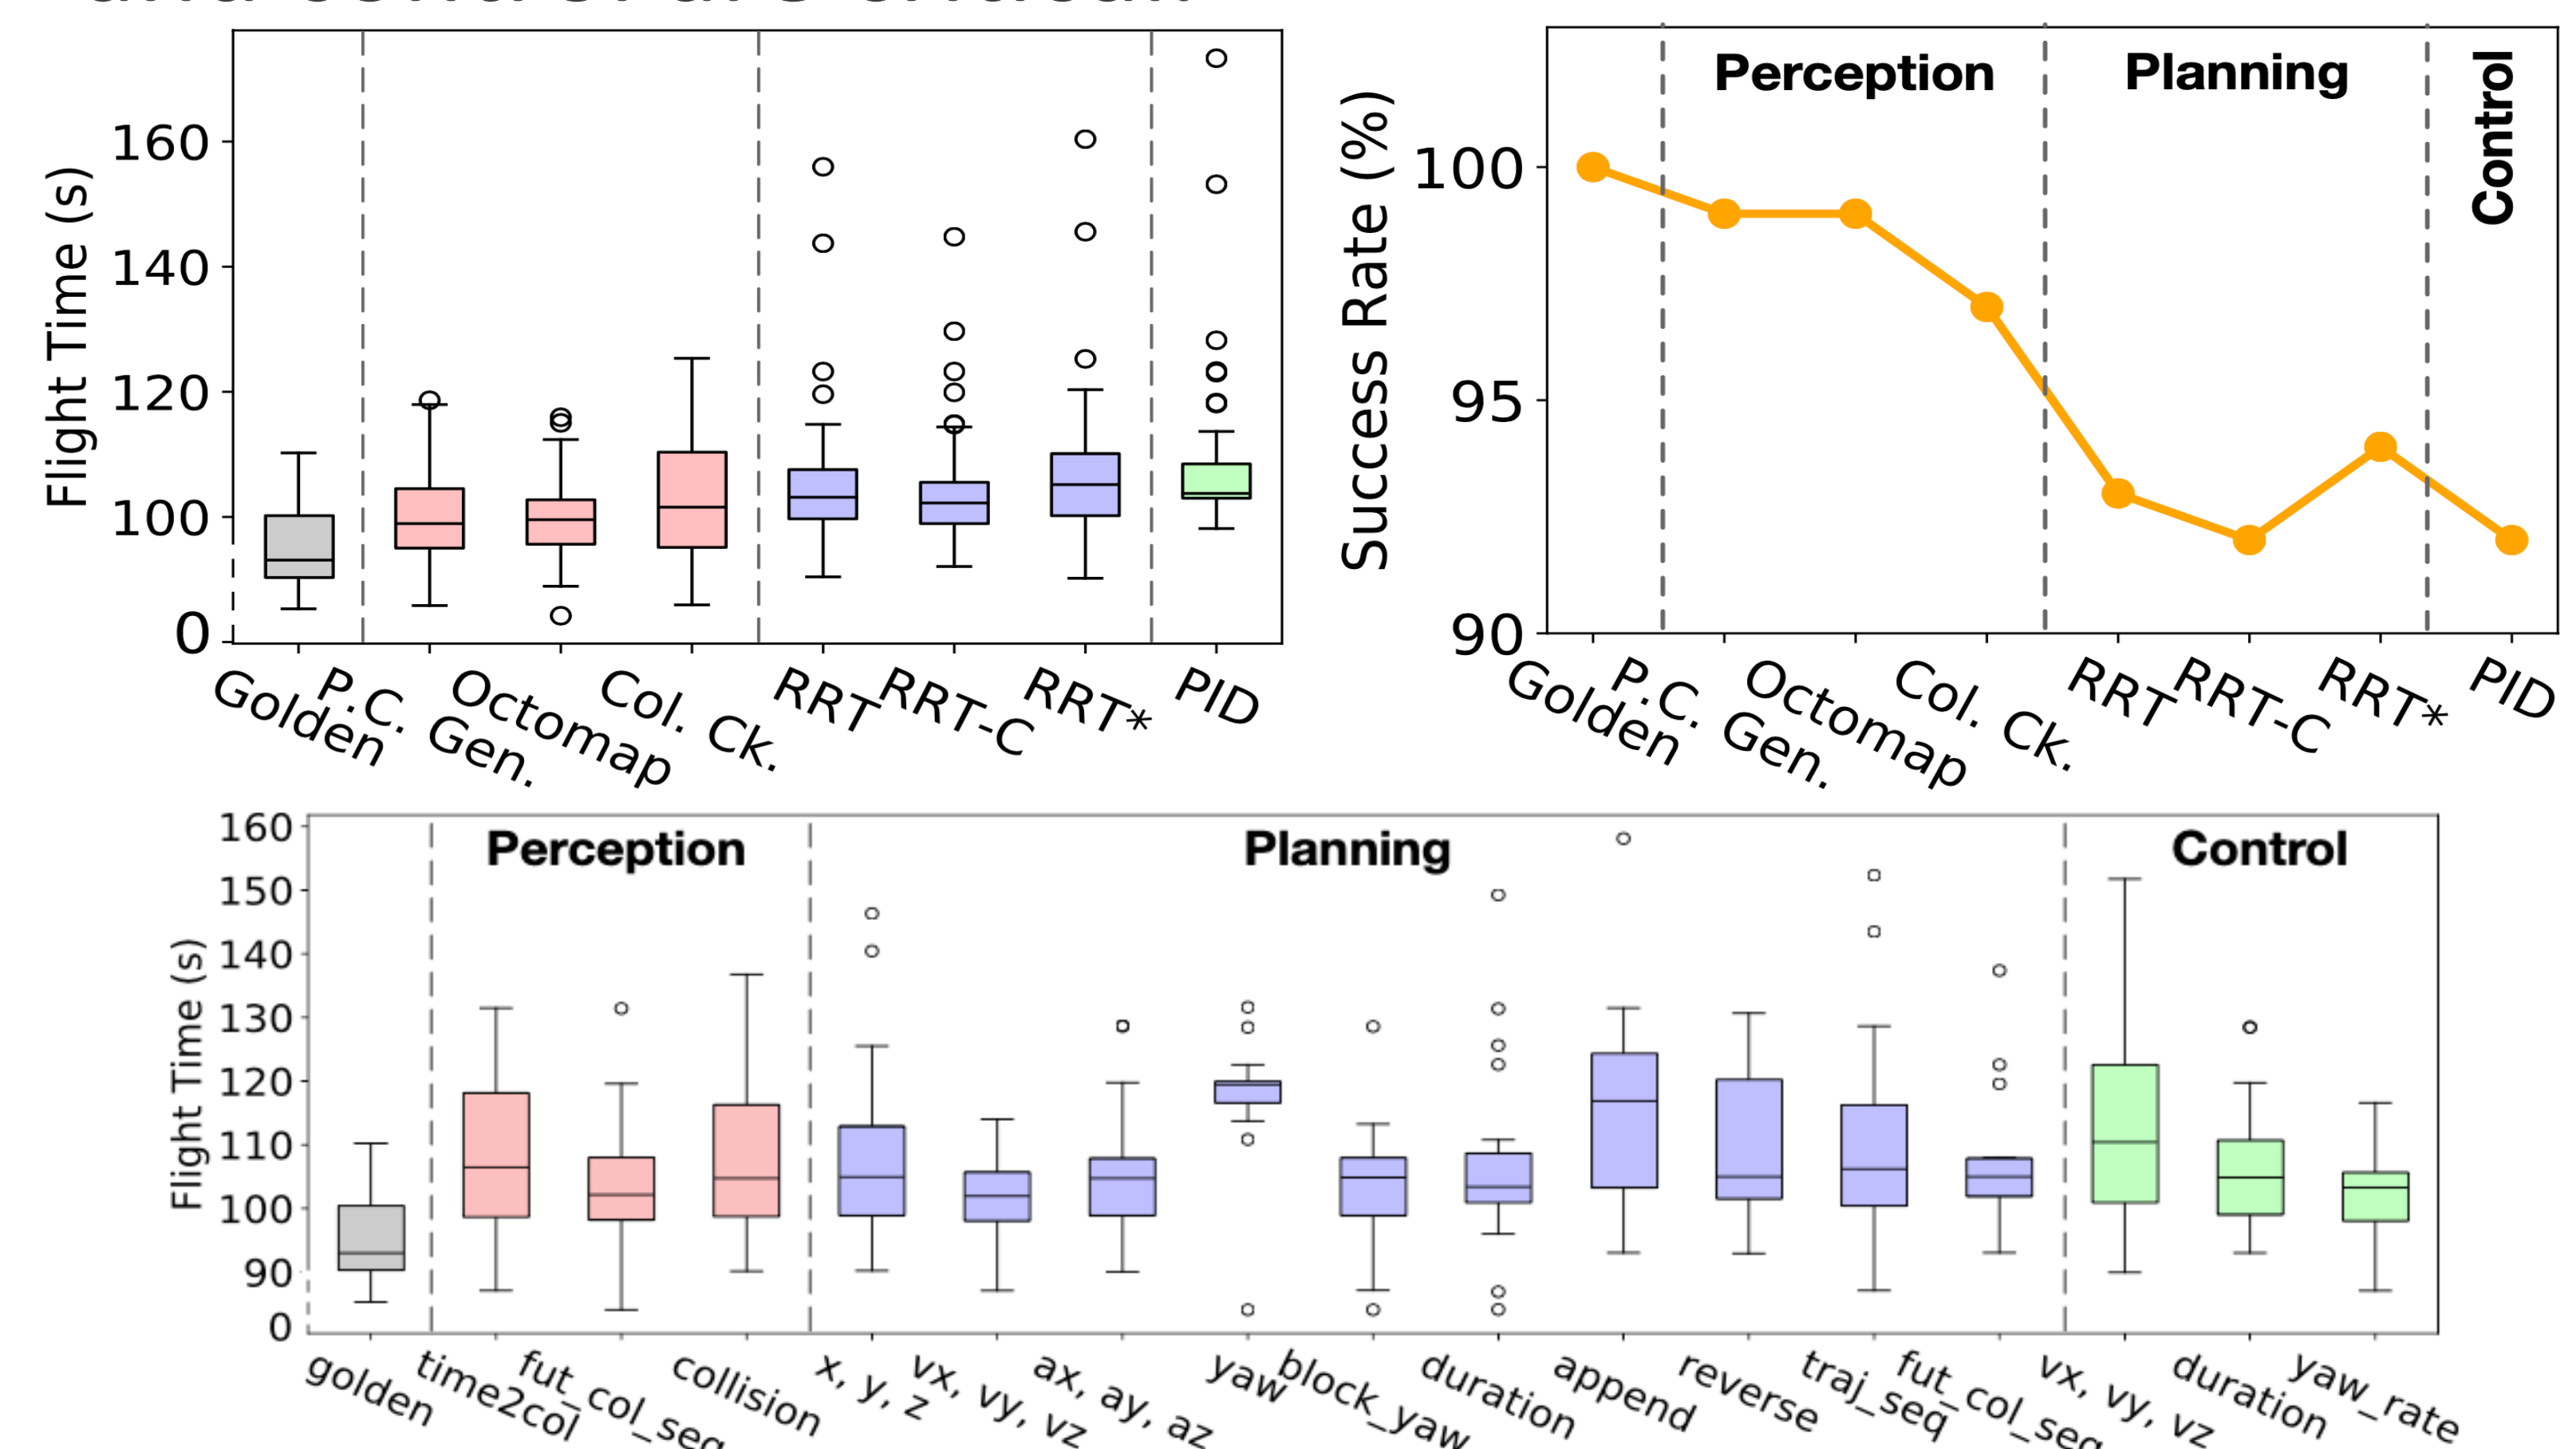 160
140
120
100
0
Flight Time (s)
Golden
P.C. Gen.
Octomap
Col. Ck.
RRT
RRT-C
RRT*
PID
Perception
Planning
Control
100
95
90
Success Rate (%)
Golden
P.C. Gen.
Octomap
Col. Ck.
RRT
RRT-C
RRT*
PID
160
150
140
130
120
110
100
90
0
Flight Time (s)
Perception
Planning
Control
golden
time2col
fut_col_seq
collision
x, y, z
vx, vy, vz
ax, ay, az
yaw
block_yaw
duration
append
reverse
traj_seq
fut_col_seq
vx, vy, vz
duration
yaw_rate